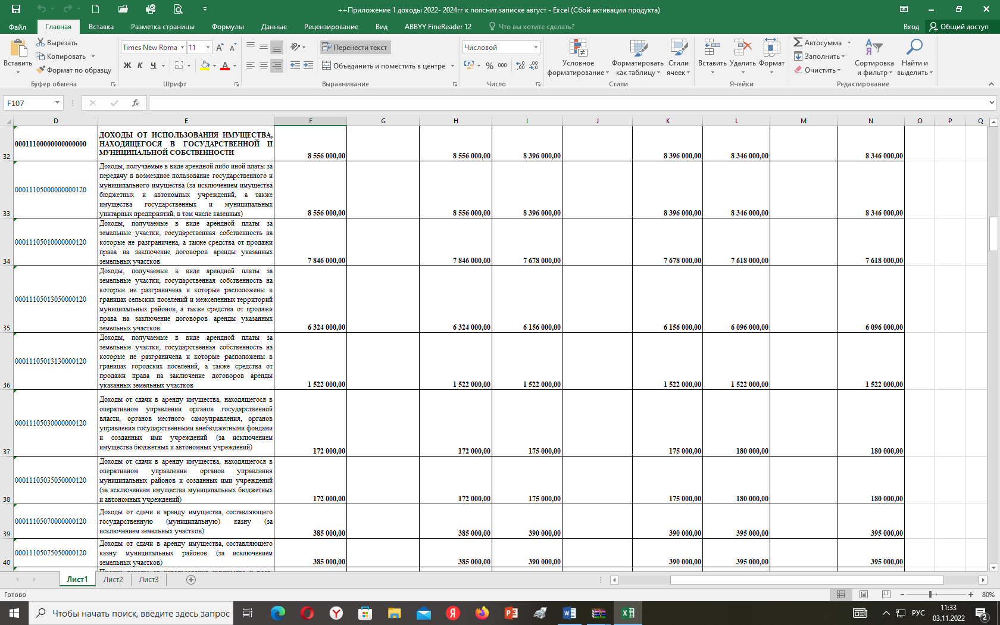 ++Приложение 1 доходы 2022- 2024гг к пояснит.записке август - Excel (Сбой активации продукта)
Файл Главная Вставка Разметка страницы Формулы Данные Рецензирование Вид ABBYY FineReader 12 Что вы хотите сделать? Вход Общий доступ
Вставить
Вырезать
Копировать
Формат по образцу
Буфер обмена
Times New Roma 11
Ж К Ч А
Шрифт
Перенести текст
Объединить и поместить в центре
Выравнивание
Числовой
% 000
Число
Условное форматирование
Форматировать как таблицу
Стили ячеек
Стили
Вставить Удалить Формат
Ячейки
Автосумма
Заполнить
Очистить
Сортировка и фильтр
Найти и выделить
Редактирование
F107 fx
D E F G H I J K L M N O P Q
32 00011100000000000000
ДОХОДЫ ОТ ИСПОЛЬЗОВАНИЯ ИМУЩЕСТВА,
НАХОДЯЩЕГОСЯ В ГОСУДАРСТВЕННОЙ И
МУНИЦИПАЛЬНОЙ СОБСТВЕННОСТИ
8 556 000,00 8 556 000,00 8 396 000,00 8 396 000,00 8 346 000,00 8 346 000,00
33 00011105000000000120
Доходы, получаемые в виде арендной либо иной платы за
передачу в возмездное пользование государственного и
муниципального имущества (за исключением имущества
бюджетных и автономных учреждений, а также
имущества государственных и муниципальных
унитарных предприятий, в том числе казенных)
8 556 000,00 8 556 000,00 8 396 000,00 8 396 000,00 8 346 000,00 8 346 000,00
34 00011105010000000120
Доходы, получаемые в виде арендной платы за
земельные участки, государственная собственность на
которые не разграничена, а также средства от продажи
права на заключение договоров аренды указанных
земельных участков
7 846 000,00 7 846 000,00 7 678 000,00 7 678 000,00 7 618 000,00 7 618 000,00
35 00011105013050000120
Доходы, получаемые в виде арендной платы за
земельные участки, государственная собственность на
которые не разграничена и которые расположены в
границах сельских поселений и межселенных территорий
муниципальных районов, а также средства от продажи
права на заключение договоров аренды указанных
земельных участков
6 324 000,00 6 324 000,00 6 156 000,00 6 156 000,00 6 096 000,00 6 096 000,00
36 00011105013130000120
Доходы, получаемые в виде арендной платы за
земельные участки, государственная собственность на
которые не разграничена и которые расположены в
границах городских поселений, а также средства от
продажи права на заключение договоров аренды
указанных земельных участков
1 522 000,00 1 522 000,00 1 522 000,00 1 522 000,00 1 522 000,00 1 522 000,00
37 00011105030000000120
Доходы от сдачи в аренду имущества, находящегося в
оперативном управлении органов государственной
власти, органов местного самоуправления, органов
управления государственными внебюджетными фондами
и созданных ими учреждений (за исключением
имущества бюджетных и автономных учреждений)
172 000,00 172 000,00 175 000,00 175 000,00 180 000,00 180 000,00
38 00011105035050000120
Доходы от сдачи в аренду имущества, находящегося в
оперативном управлении органов управления
муниципальных районов и созданных ими учреждений
(за исключением имущества муниципальных бюджетных
и автономных учреждений)
172 000,00 172 000,00 175 000,00 175 000,00 180 000,00 180 000,00
39 00011105070000000120
Доходы от сдачи в аренду имущества, составляющего
государственную (муниципальную) казну (за
исключением земельных участков)
385 000,00 385 000,00 390 000,00 390 000,00 395 000,00 395 000,00
40 00011105075050000120
Доходы от сдачи в аренду имущества, составляющего
казну муниципальных районов (за исключением
земельных участков)
385 000,00 385 000,00 390 000,00 390 000,00 395 000,00 395 000,00
Лист1 Лист2 Лист3
Готово 80%
Чтобы начать поиск, введите здесь запрос
РУС
11:33
03.11.2022
2